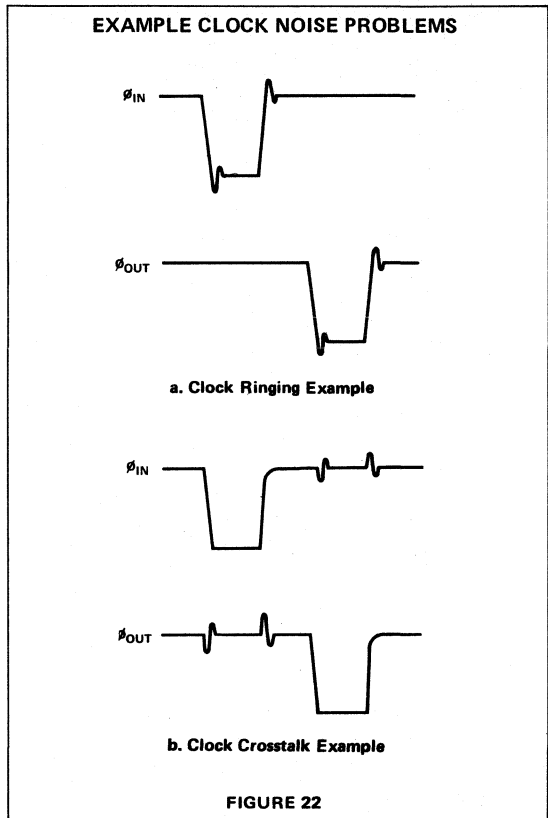 EXAMPLE CLOCK NOISE PROBLEMS
ØIN
ØOUT
a. Clock Ringing Example
ØIN
ØOUT
b. Clock Crosstalk Example
FIGURE 22